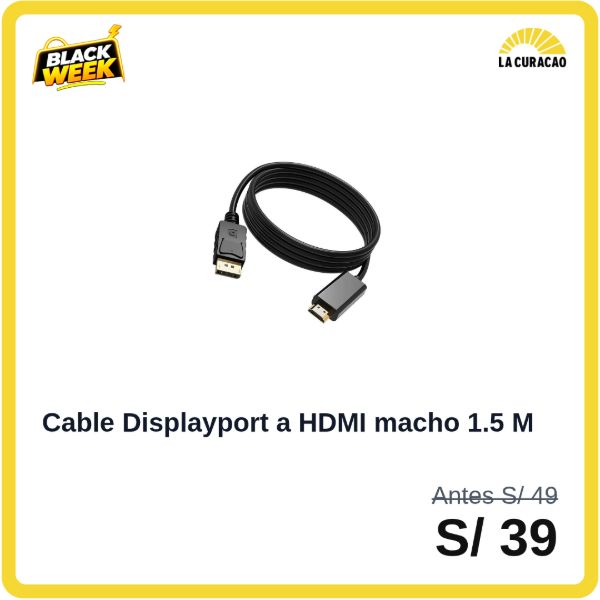 BLACK
WEEK
LA CURACAO
Cable Displayport a HDMI macho 1.5 M
Antes S/ 49
S/ 39